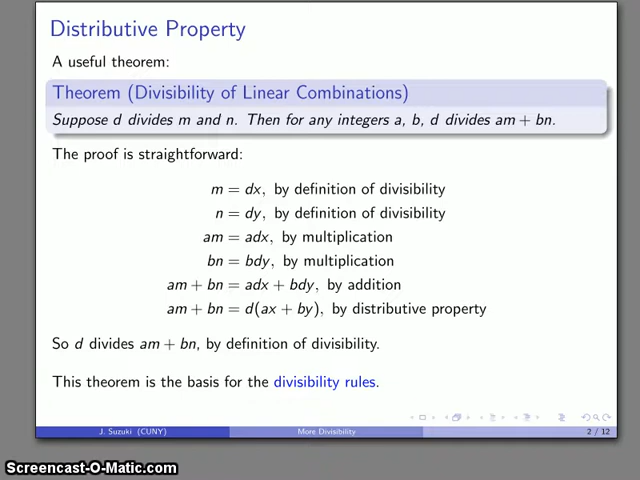 Distributive Property
A useful theorem:
Theorem (Divisibility of Linear Combinations)
Suppose d divides m and n. Then for any integers a, b, d divides am + bn.
The proof is straightforward:
m = dx, by definition of divisibility
n = dy, by definition of divisibility
am = adx, by multiplication
bn = bdy, by multiplication
am + bn = adx + bdy, by addition
am + bn = d(ax + by), by distributive property
So d divides am + bn, by definition of divisibility.
This theorem is the basis for the divisibility rules.
J. Suzuki (CUNY) More Divisibility 2 / 12
Screencast-O-Matic.com